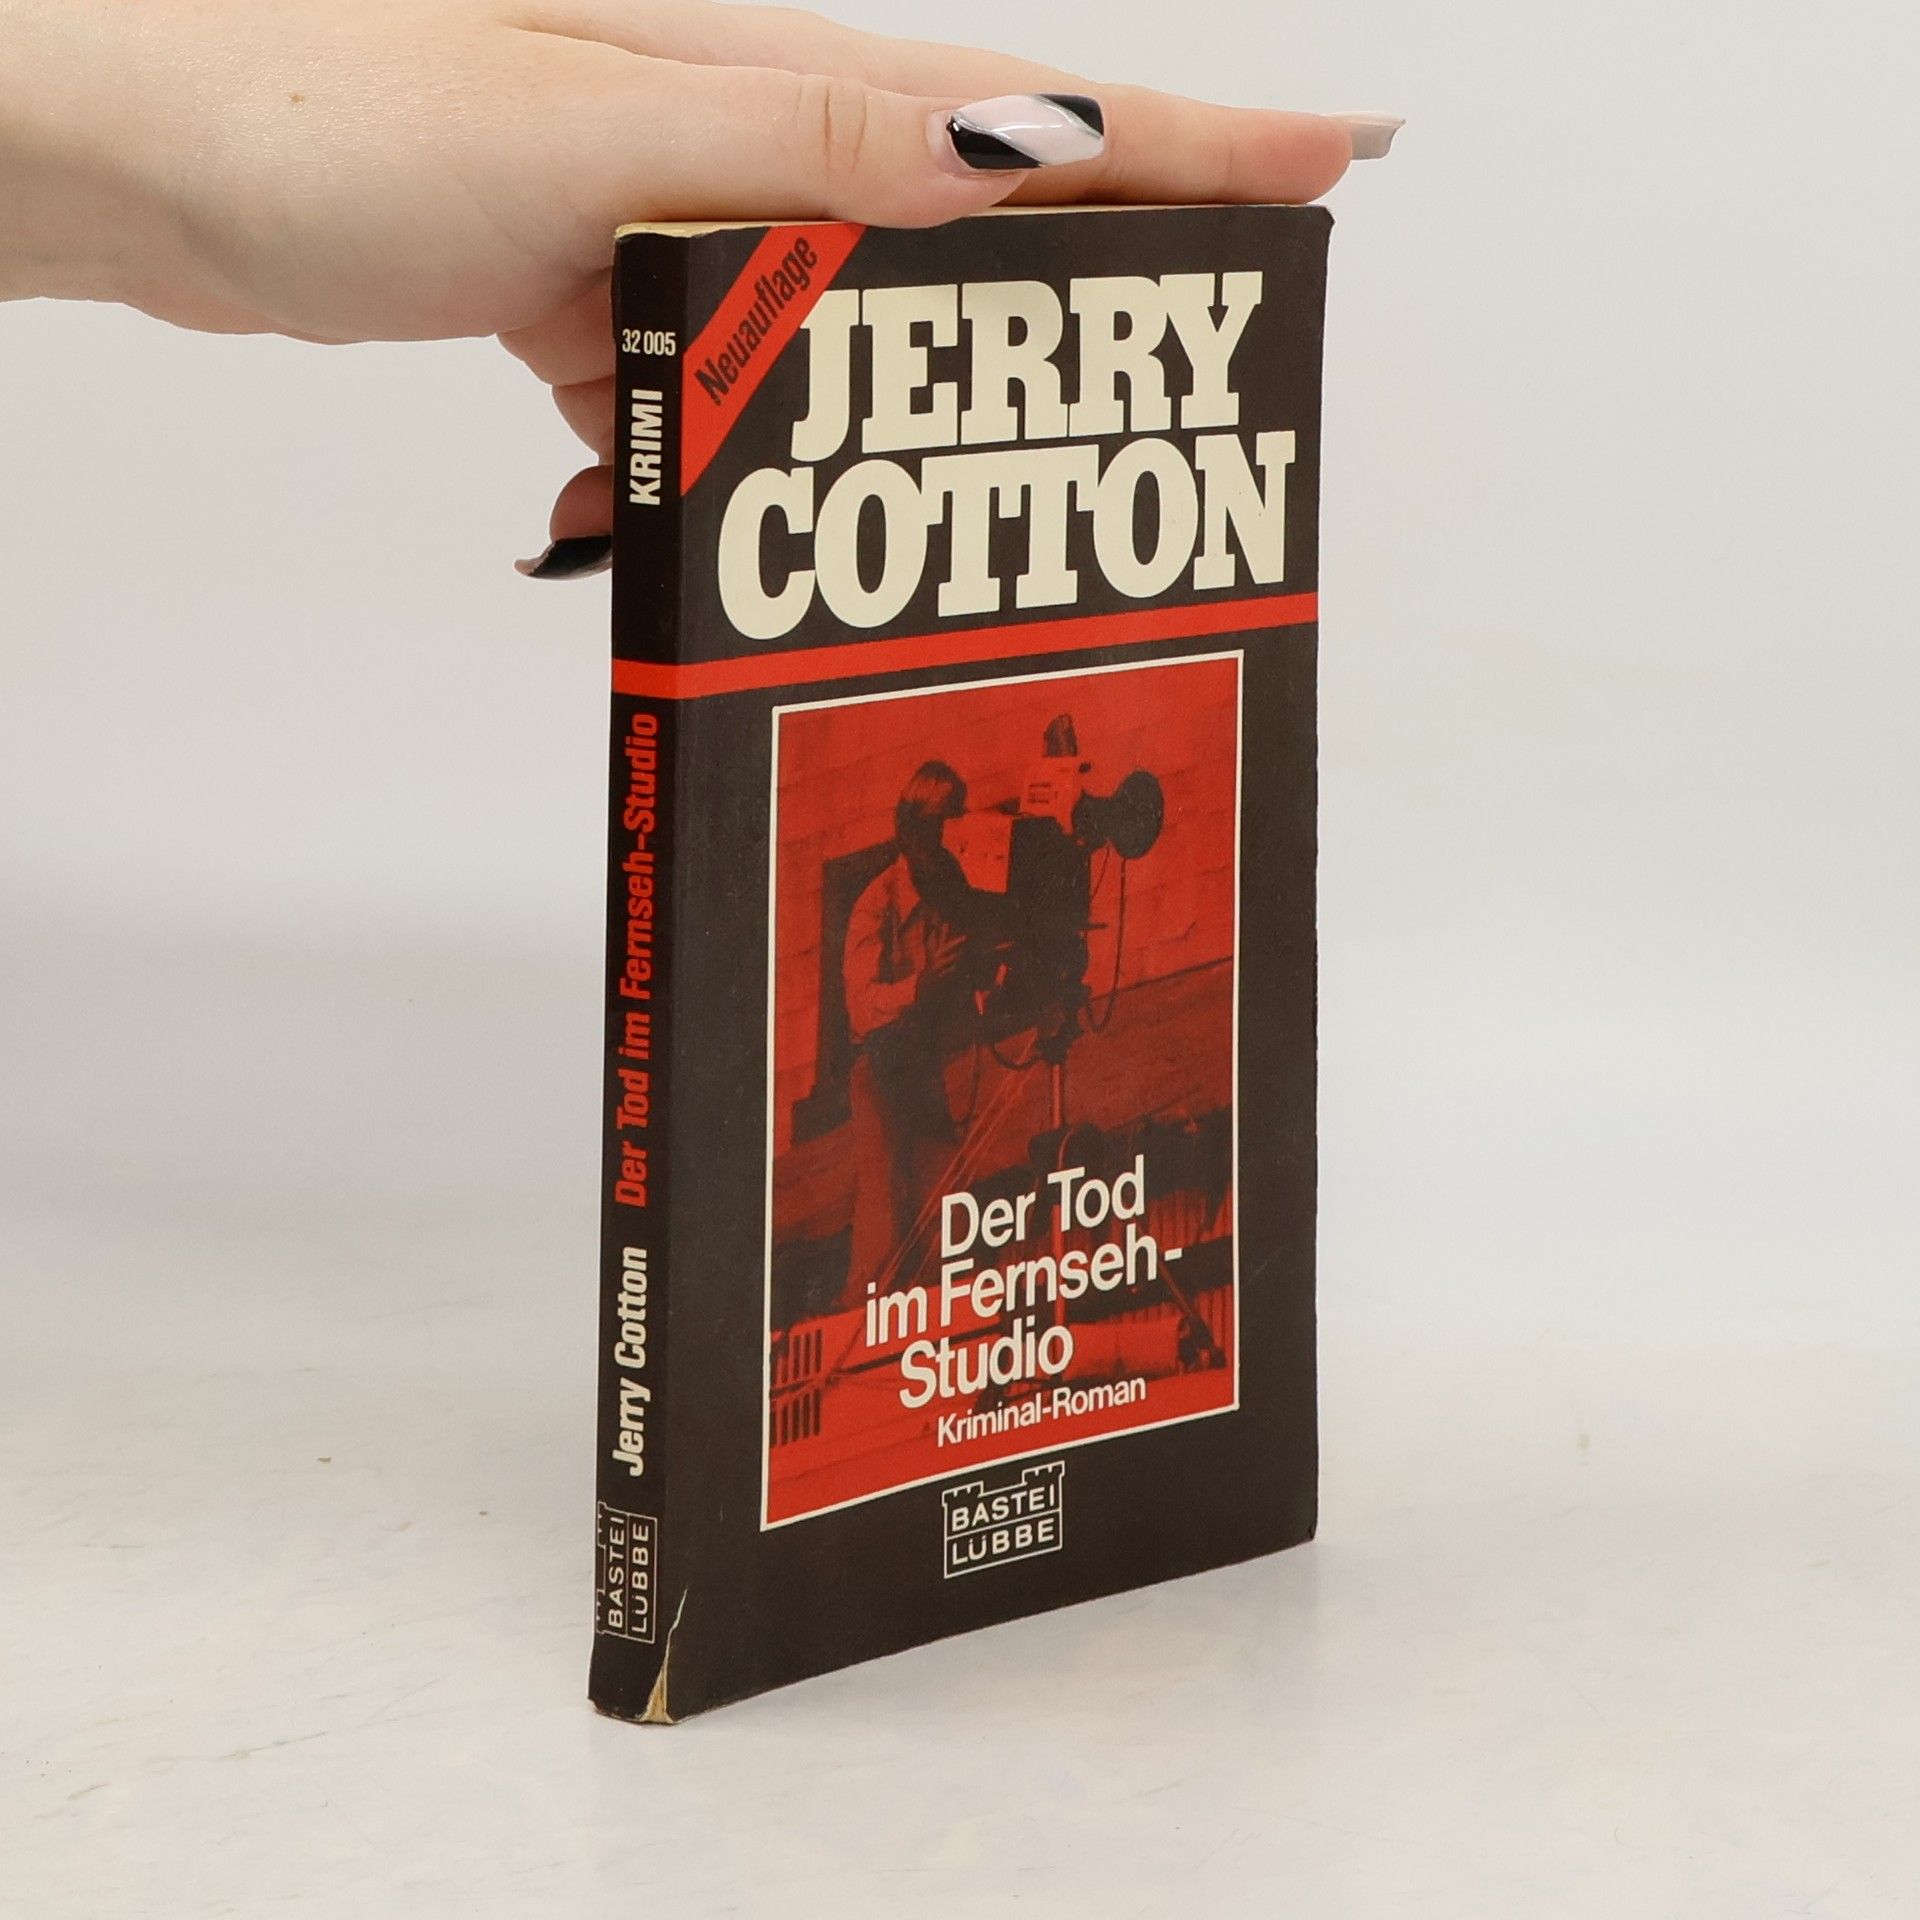 Neuauflage
JERRY
COTTON
Der Tod
im Fernseh-
Studio
Kriminal-Roman
BASTEI
LÜBBE
32 005
KRIMI
Der Tod im Fernseh-Studio
Jerry Cotton
BASTEI
LÜBBE